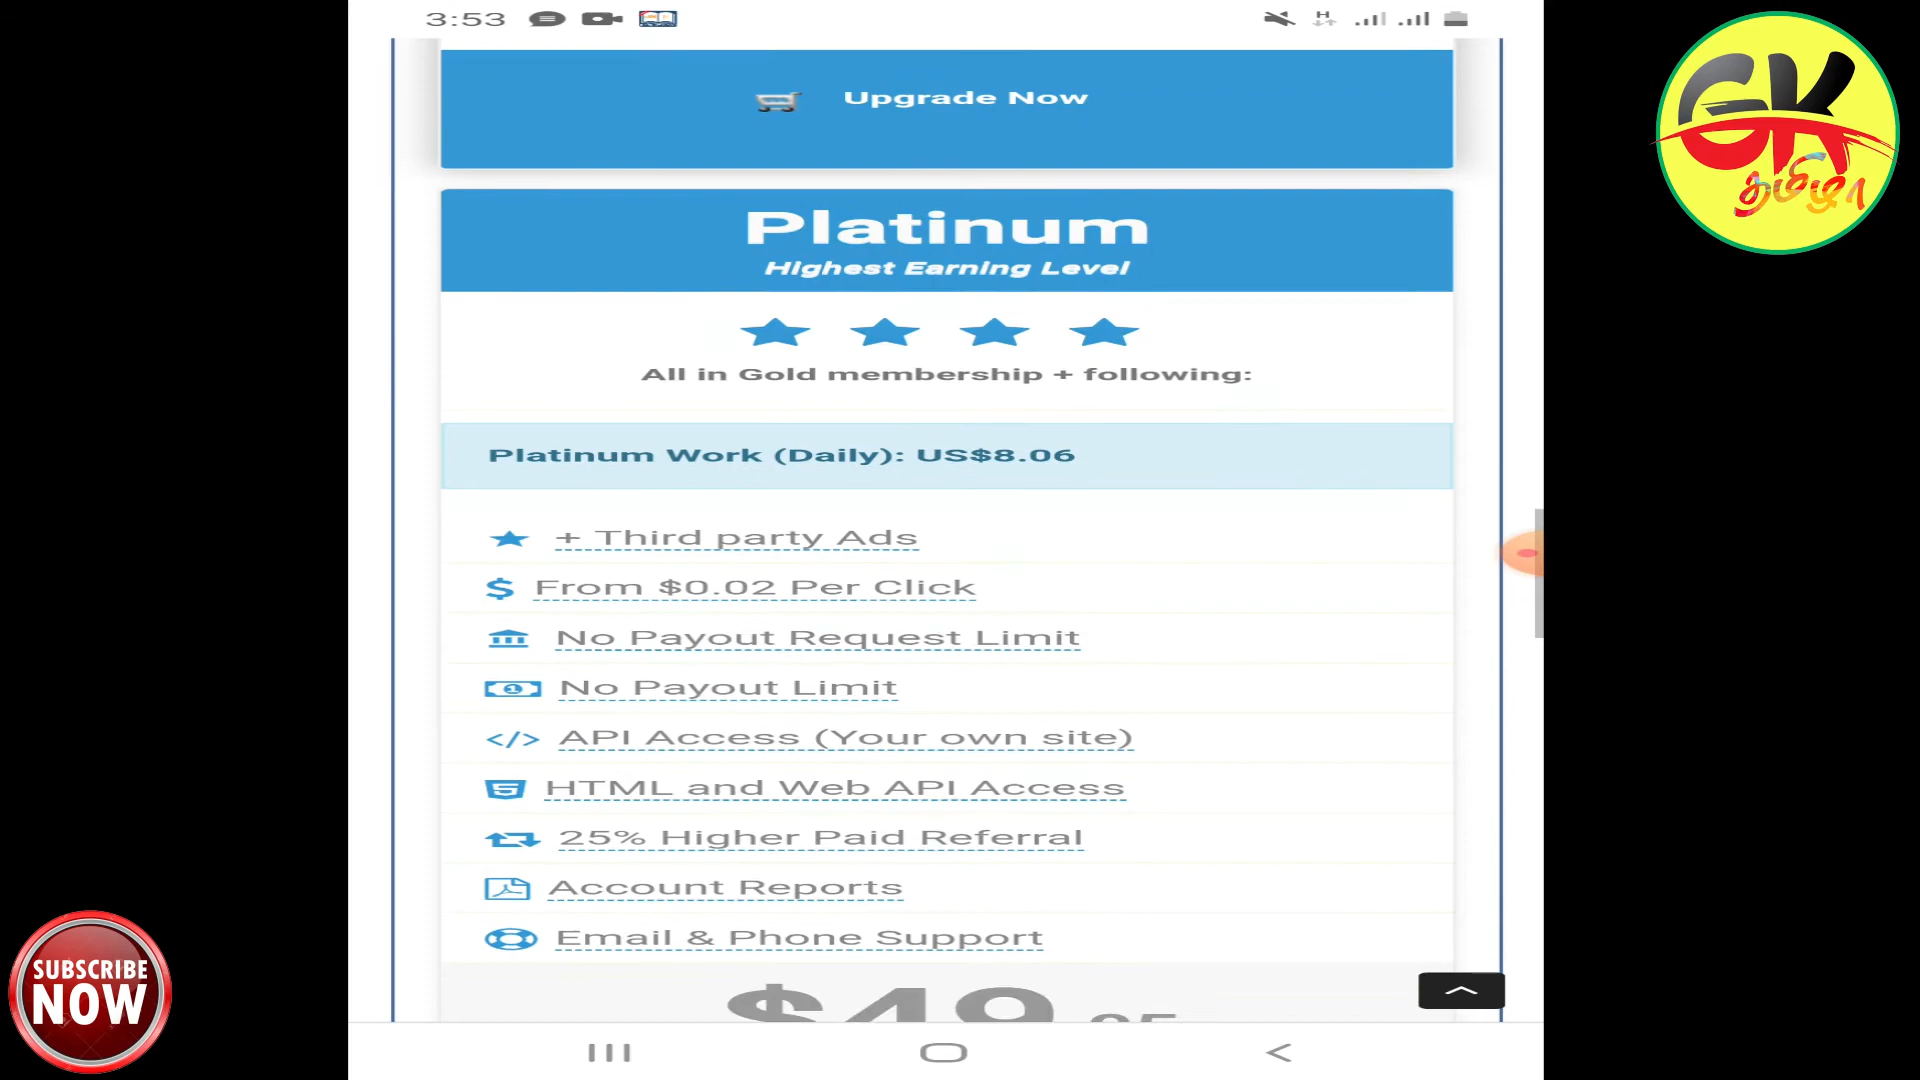 3:53
H
GK
தமிழா
Upgrade Now
Platinum
Highest Earning Level
All in Gold membership + following:
Platinum Work (Daily): US$8.06
+ Third party Ads
From $0.02 Per Click
No Payout Request Limit
No Payout Limit
API Access (Your own site)
HTML and Web API Access
25% Higher Paid Referral
Account Reports
Email & Phone Support
$49
SUBSCRIBE
NOW